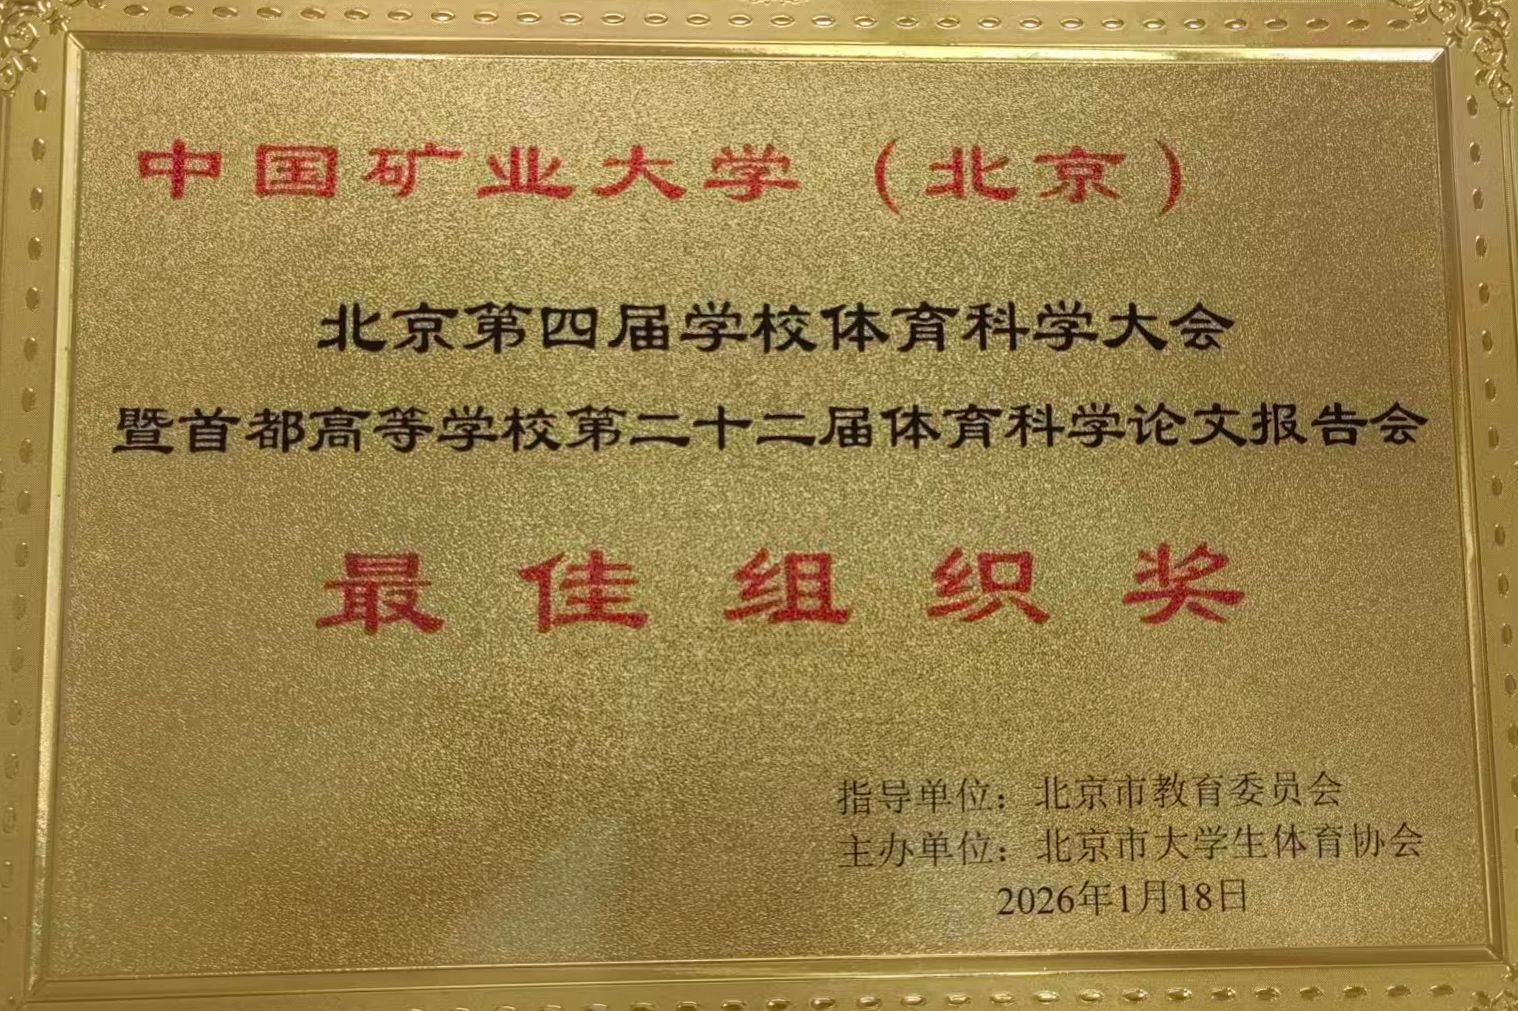 中国矿业大学（北京）
北京第四届学校体育科学大会
暨首都高等学校第二十二届体育科学论文报告会
最佳组织奖
指导单位：北京市教育委员会
主办单位：北京市大学生体育协会
2026年1月18日